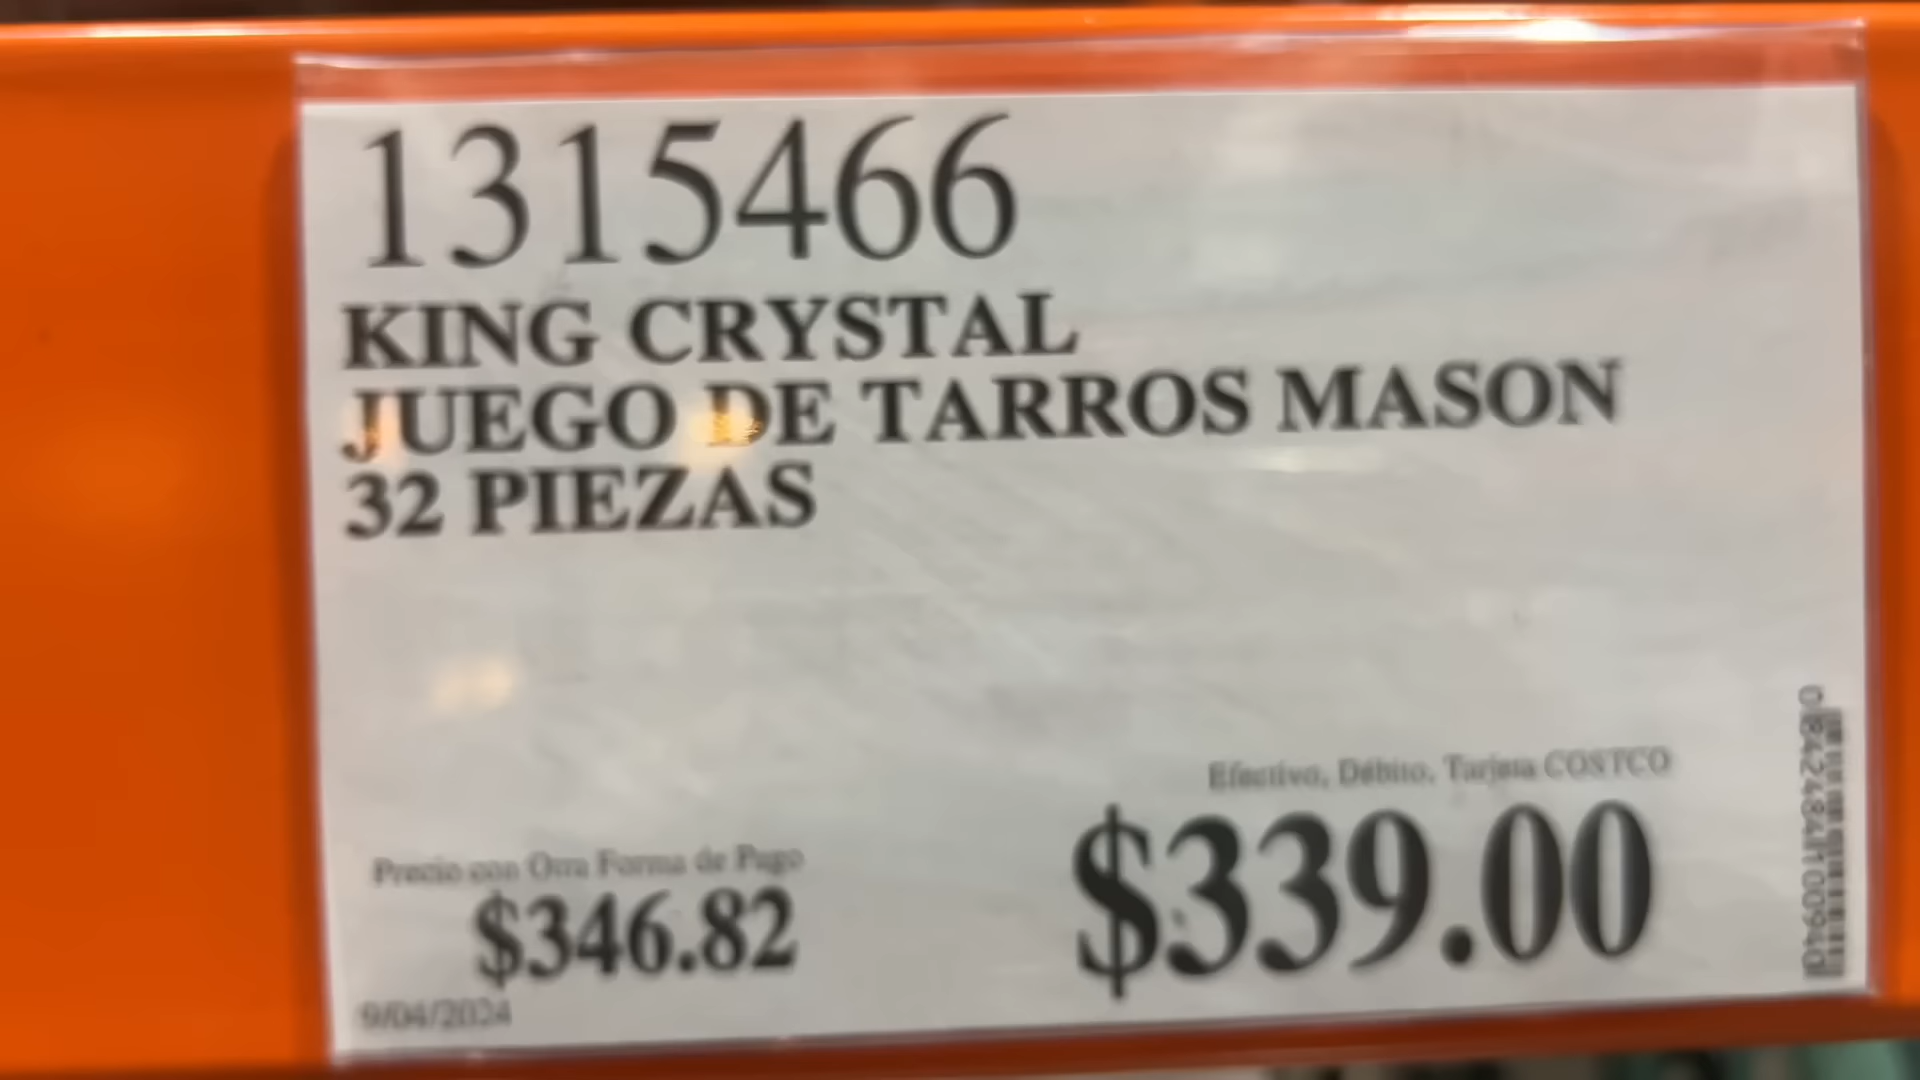 1315466
KING CRYSTAL
JUEGO DE TARROS MASON
32 PIEZAS
Efectivo, Débito, Tarjeta COSTCO
$339.00
Precio con Otra Forma de Pago
$346.82
9/04/2024